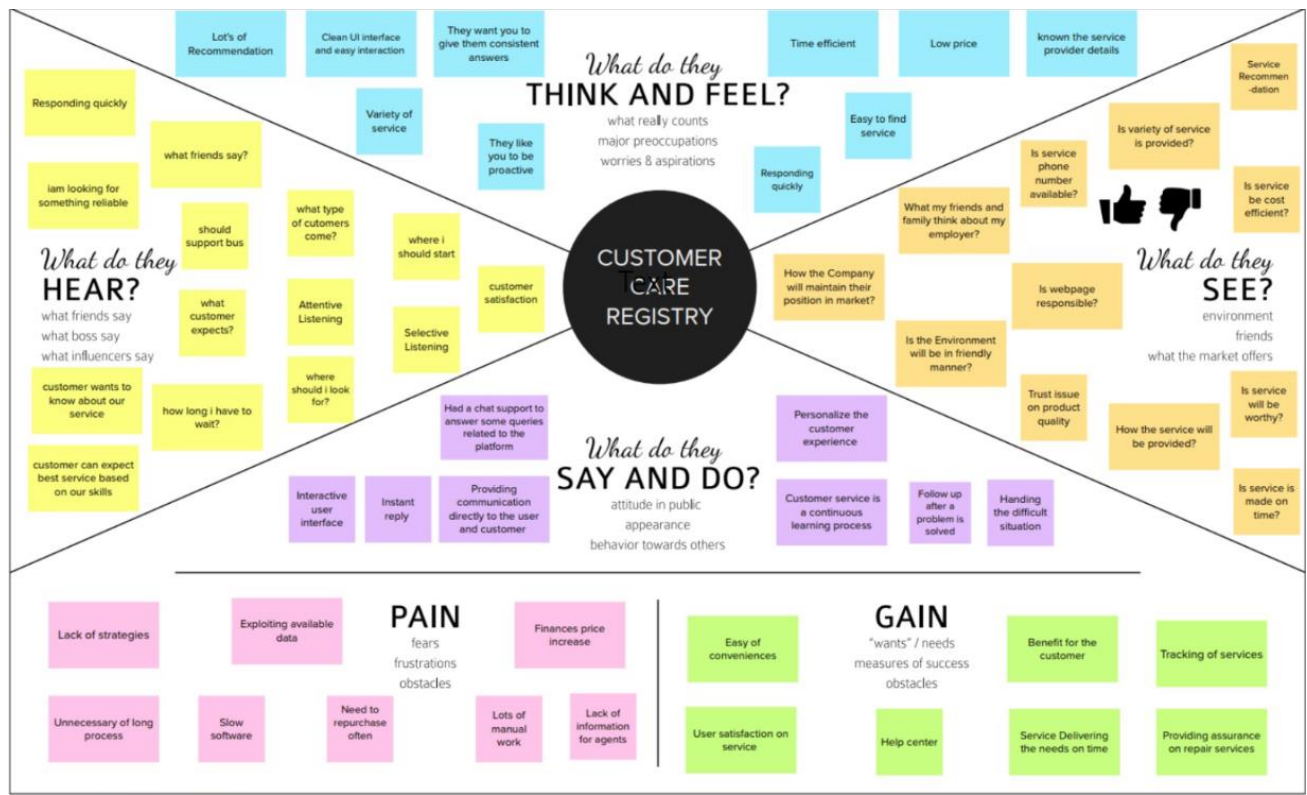 Lot's of
Recommendation
Clean UI interface
and easy interaction
They want you to
give them consistent
answers
Variety of
service
They like
you to be
proactive
What do they
THINK AND FEEL?
what really counts
major preoccupations
worries & aspirations
Time efficient
Low price
known the service
provider details
Easy to find
service
Responding
quickly
Responding quickly
what friends say?
iam looking for
something reliable
should
support bus
what type
of cutomers
come?
where i
should start
What do they
HEAR?
what friends say
what boss say
what influencers say
what
customer
expects?
Attentive
Listening
customer
satisfaction
Selective
Listening
where
should i look
for?
customer wants to
know about our
service
how long i have to
wait?
customer can expect
best service based
on our skills
CUSTOMER
CARE
REGISTRY
Text
Service
Recommen
-dation
Is variety of service
is provided?
Is service
phone
number
available?
Is service
be cost
efficient?
What my friends and
family think about my
employer?
How the Company
will maintain their
position in market?
Is webpage
responsible?
What do they
SEE?
environment
friends
what the market offers
Is the Environment
will be in friendly
manner?
Trust issue
on product
quality
How the service will
be provided?
Is service
will be
worthy?
Is service is
made on
time?
Had a chat support to
answer some queries
related to the
platform
Interactive
user
interface
Instant
reply
Providing
communication
directly to the user
and customer
What do they
SAY AND DO?
attitude in public
appearance
behavior towards others
Personalize the
customer
experience
Customer service is
a continuous
learning process
Follow up
after a
problem is
solved
Handing
the difficult
situation
Lack of strategies
Exploiting available
data
PAIN
fears
frustrations
obstacles
Finances price
increase
Unnecessary of long
process
Slow
software
Need to
repurchase
often
Lots of
manual
work
Lack of
information
for agents
Easy of
conveniences
GAIN
"wants" / needs
measures of success
obstacles
Benefit for the
customer
Tracking of services
User satisfaction on
service
Help center
Service Delivering
the needs on time
Providing assurance
on repair services